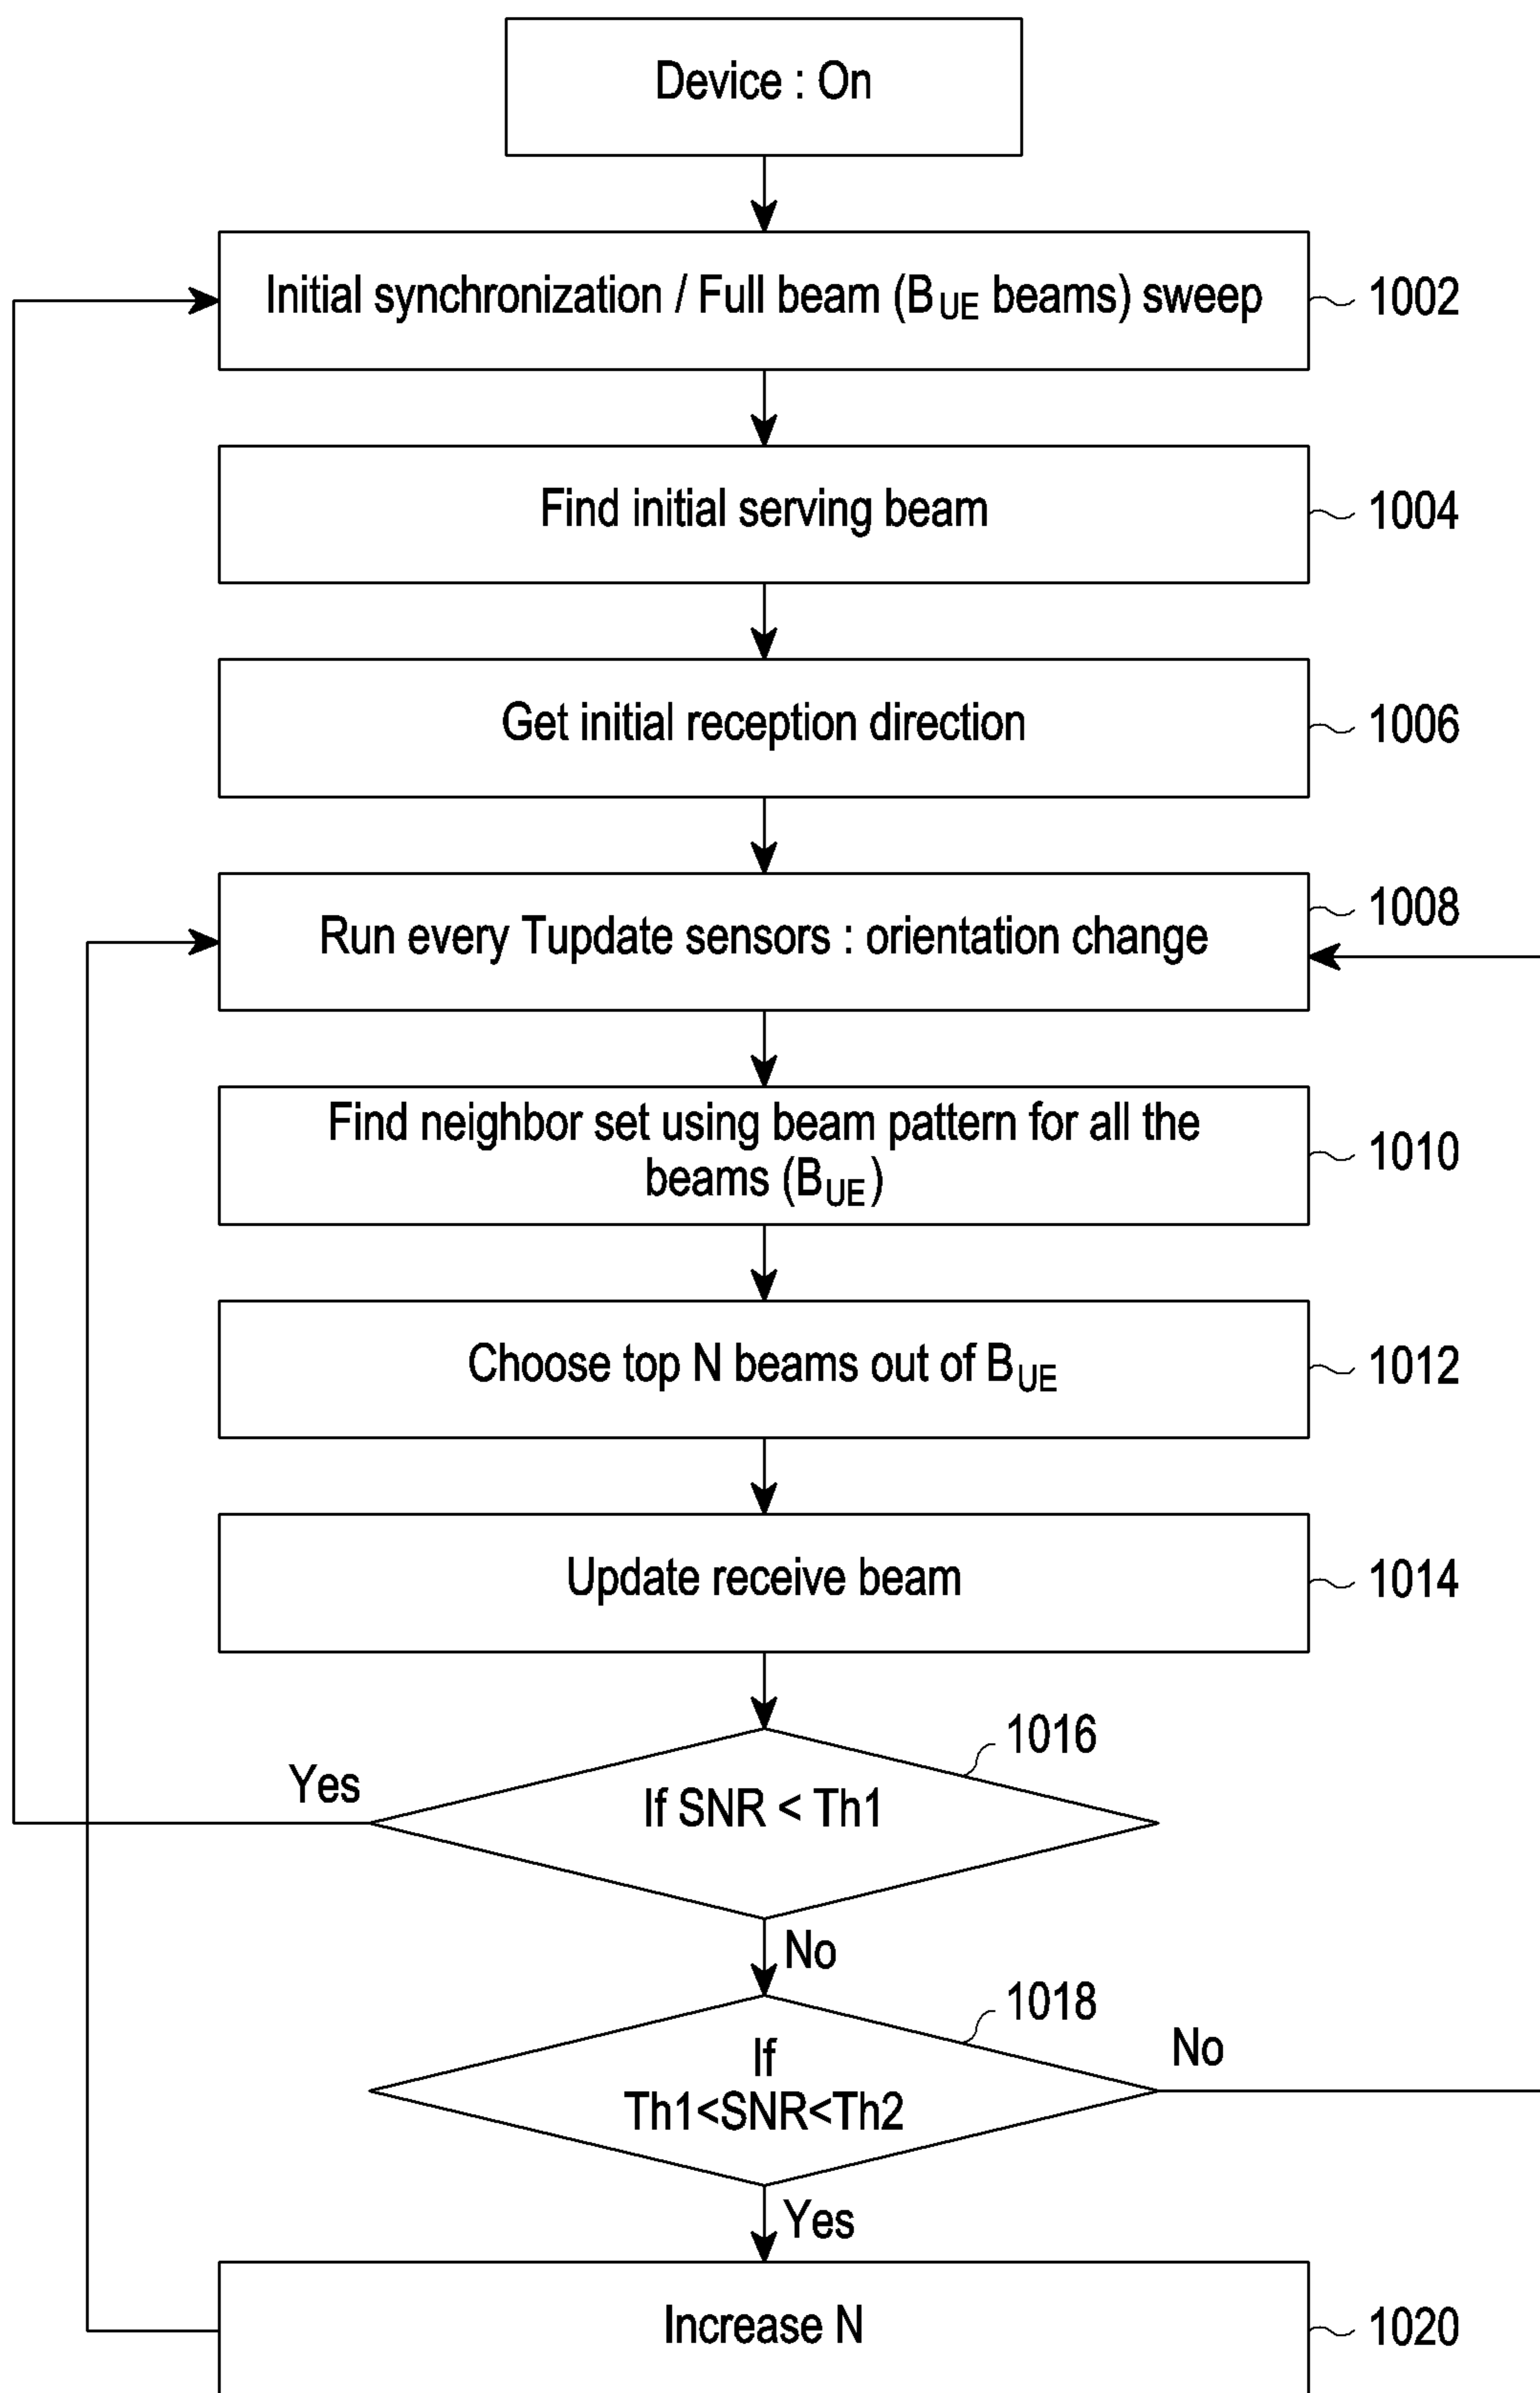 Device : On
Initial synchronization / Full beam (BUE beams) sweep
1002
Find initial serving beam
1004
Get initial reception direction
1006
Run every Tupdate sensors : orientation change
1008
Find neighbor set using beam pattern for all the
beams (BUE)
1010
Choose top N beams out of BUE
1012
Update receive beam
1014
1016
Yes
If SNR < Th1
No
1018
No
If
Th1<SNR<Th2
Yes
Increase N
1020